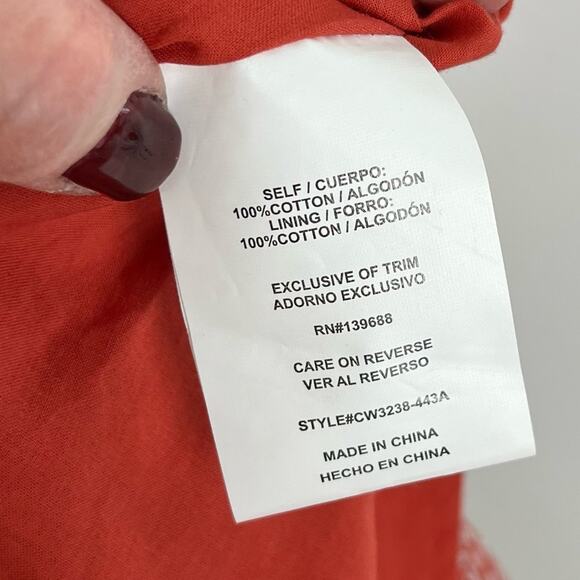 SELF / CUERPO:
100%COTTON / ALGODÓN
LINING / FORRO:
100%COTTON / ALGODÓN
EXCLUSIVE OF TRIM
ADORNO EXCLUSIVO
RN#139688
CARE ON REVERSE
VER AL REVERSO
STYLE#CW3238-443A
MADE IN CHINA
HECHO EN CHINA